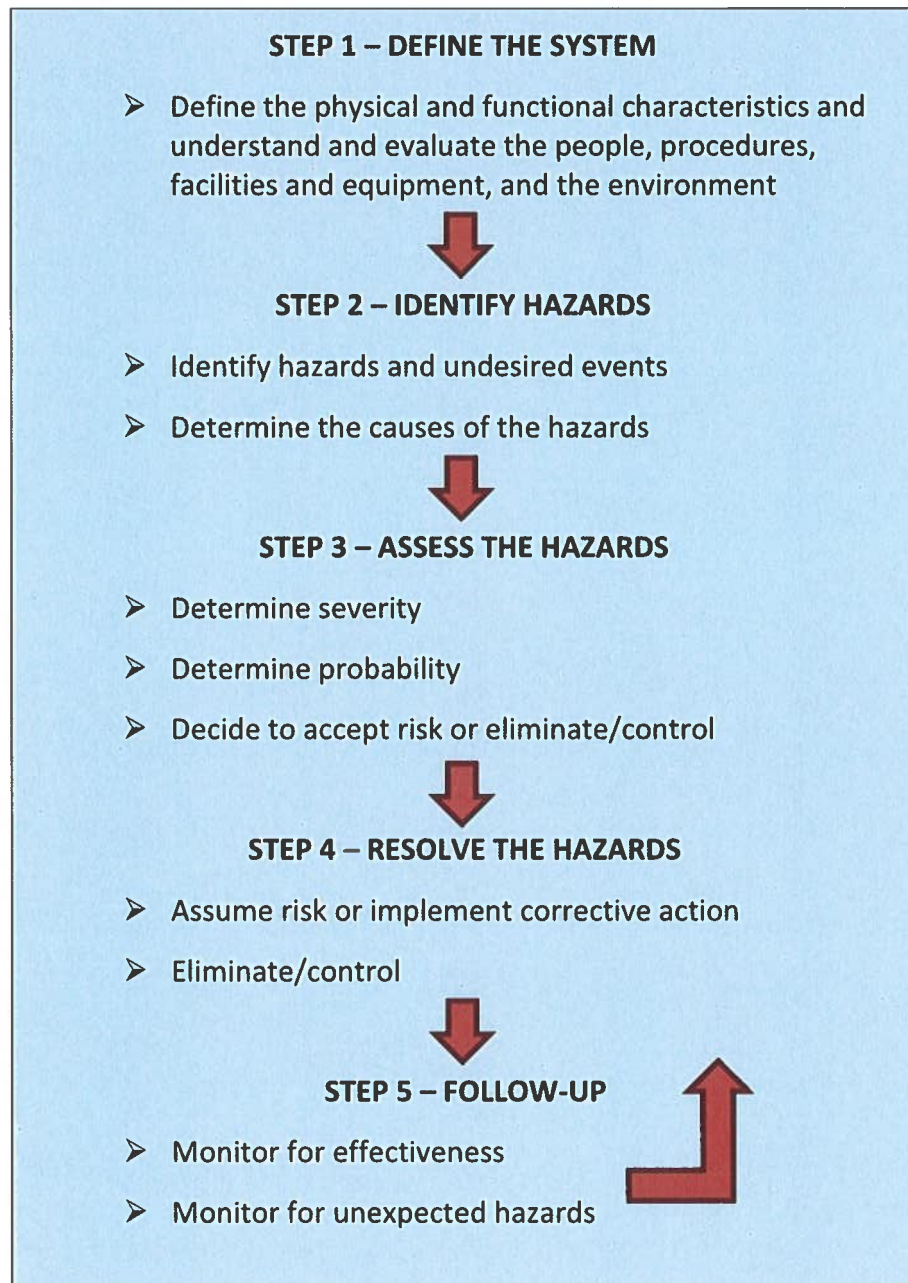 STEP 1 – DEFINE THE SYSTEM
➢ Define the physical and functional characteristics and
understand and evaluate the people, procedures,
facilities and equipment, and the environment
STEP 2 – IDENTIFY HAZARDS
➢ Identify hazards and undesired events
➢ Determine the causes of the hazards
STEP 3 – ASSESS THE HAZARDS
➢ Determine severity
➢ Determine probability
➢ Decide to accept risk or eliminate/control
STEP 4 – RESOLVE THE HAZARDS
➢ Assume risk or implement corrective action
➢ Eliminate/control
STEP 5 – FOLLOW-UP
➢ Monitor for effectiveness
➢ Monitor for unexpected hazards